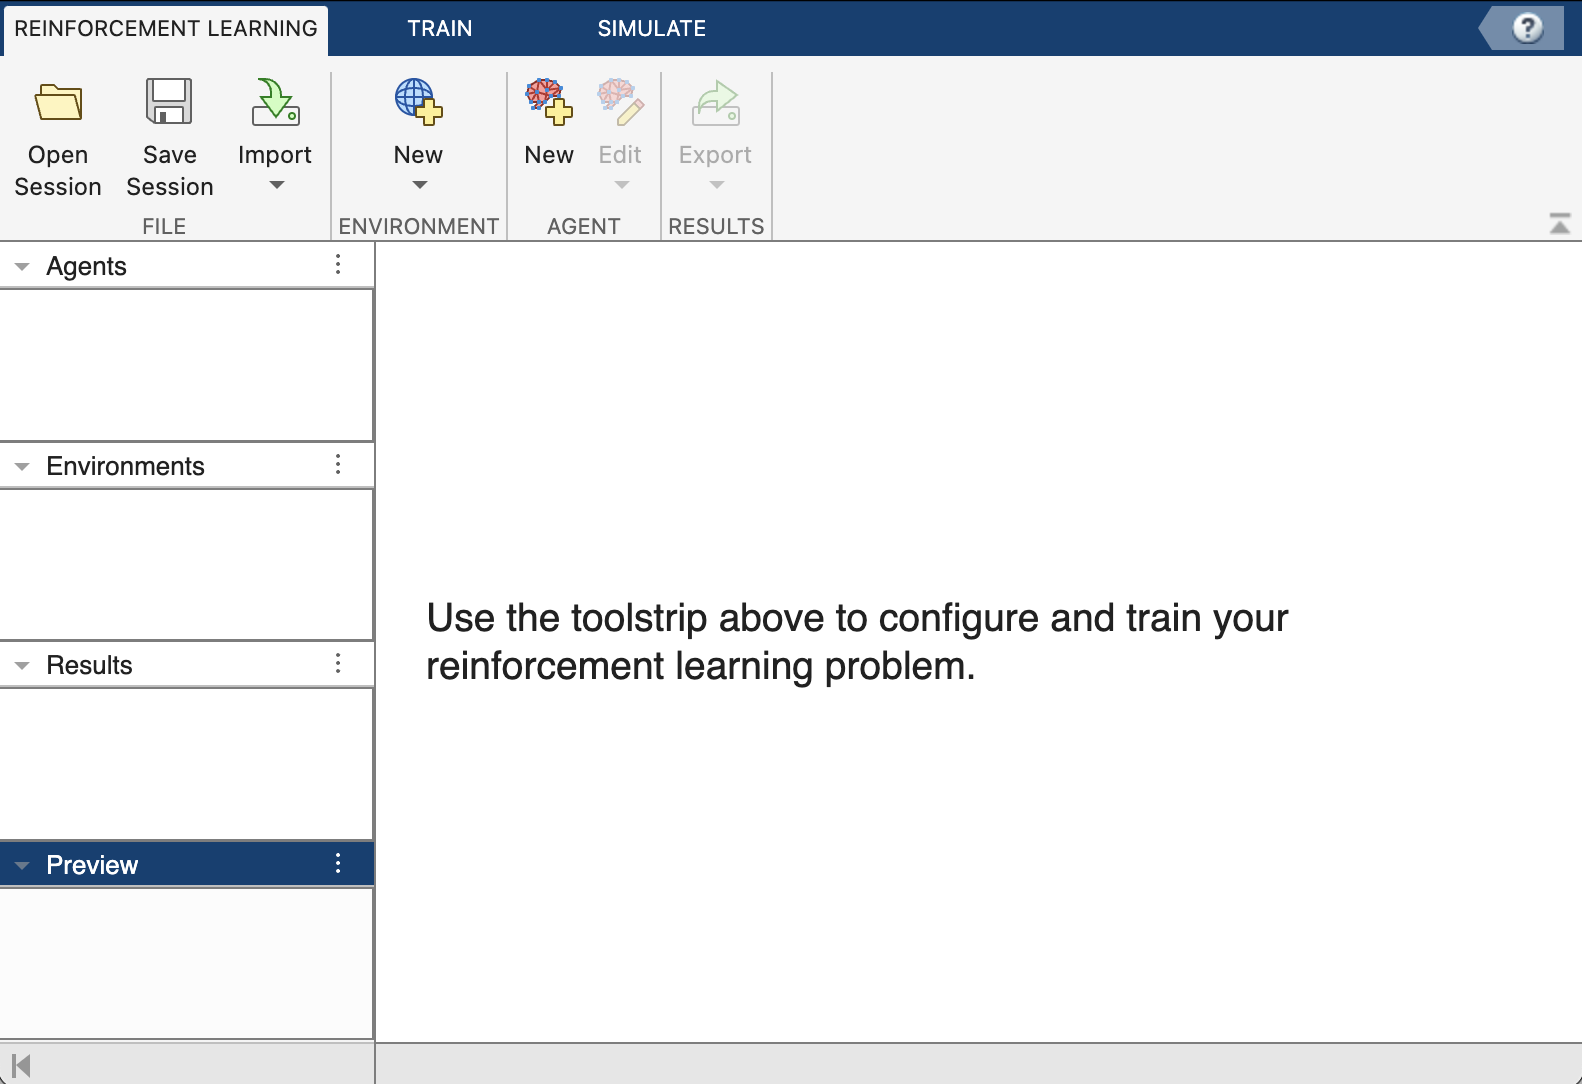 REINFORCEMENT LEARNING
TRAIN
SIMULATE
?
Open
Session
Save
Session
Import
New
New
Edit
Export
FILE
ENVIRONMENT
AGENT
RESULTS
Agents
Environments
Results
Preview
Use the toolstrip above to configure and train your
reinforcement learning problem.